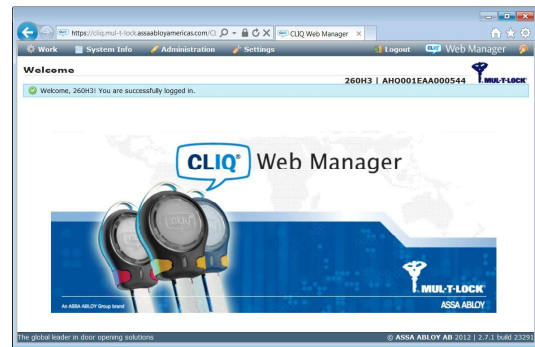 https://cliq.mul-t-lock.assaabloyamericas.com/CL
CLIQ Web Manager
Work System Info Administration Settings Logout Web Manager
Welcome
260H3 | AHO001EAA000544
MUL-T-LOCK
Welcome, 260H3! You are successfully logged in.
CLIQ® Web Manager
MUL-T-LOCK
An ASSA ABLOY Group brand
ASSA ABLOY
The global leader in door opening solutions
© ASSA ABLOY AB 2012 | 2.7.1 build 23291